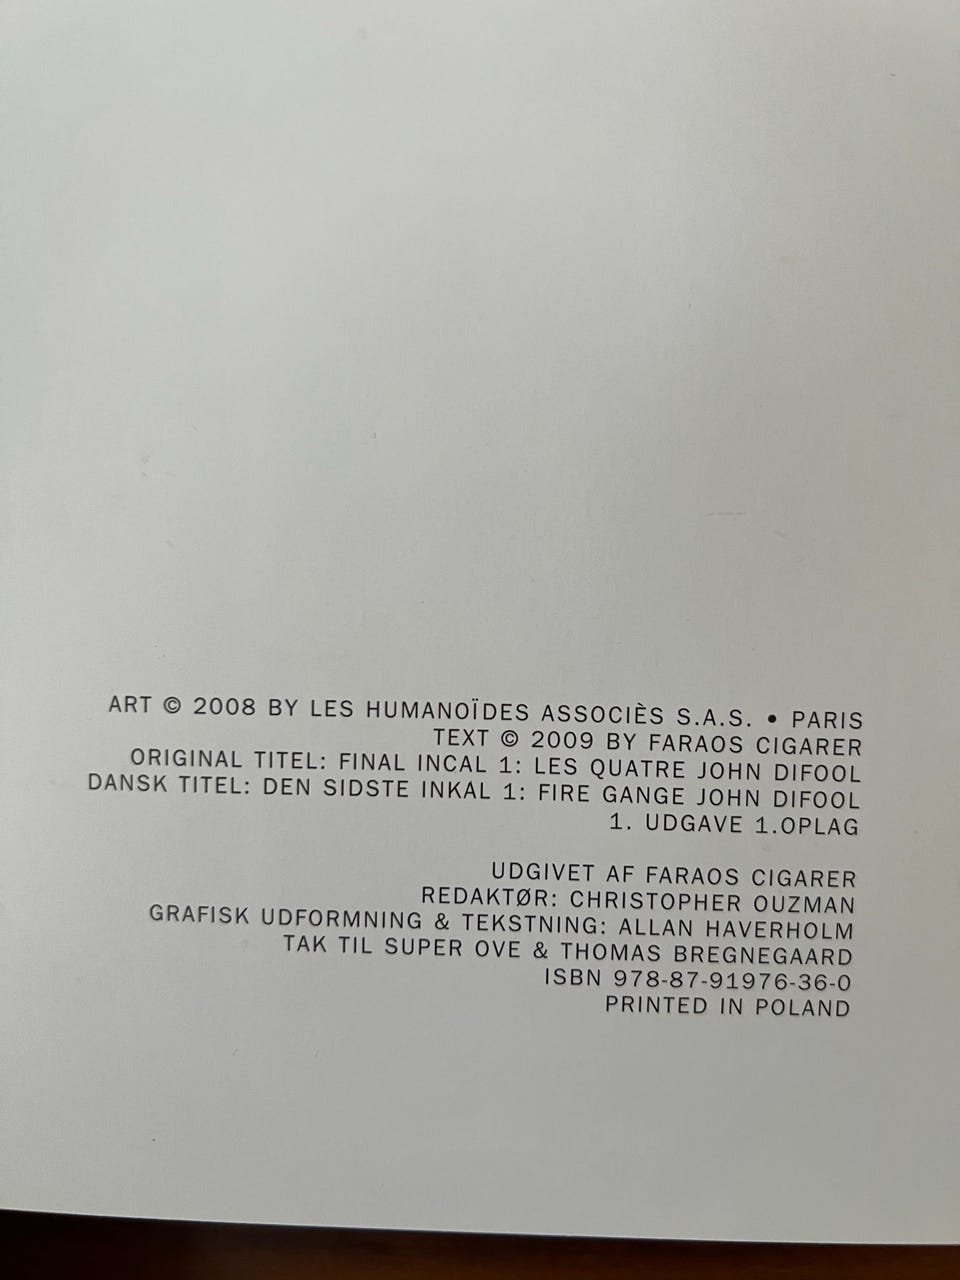 ART © 2008 BY LES HUMANOÏDES ASSOCIÈS S.A.S. • PARIS
TEXT © 2009 BY FARAOS CIGARER
ORIGINAL TITEL: FINAL INCAL 1: LES QUATRE JOHN DIFOOL
DANSK TITEL: DEN SIDSTE INKAL 1: FIRE GANGE JOHN DIFOOL
1. UDGAVE 1.OPLAG
UDGIVET AF FARAOS CIGARER
REDAKTØR: CHRISTOPHER OUZMAN
GRAFISK UDFORMNING & TEKSTNING: ALLAN HAVERHOLM
TAK TIL SUPER OVE & THOMAS BREGNEGAARD
ISBN 978-87-91976-36-0
PRINTED IN POLAND